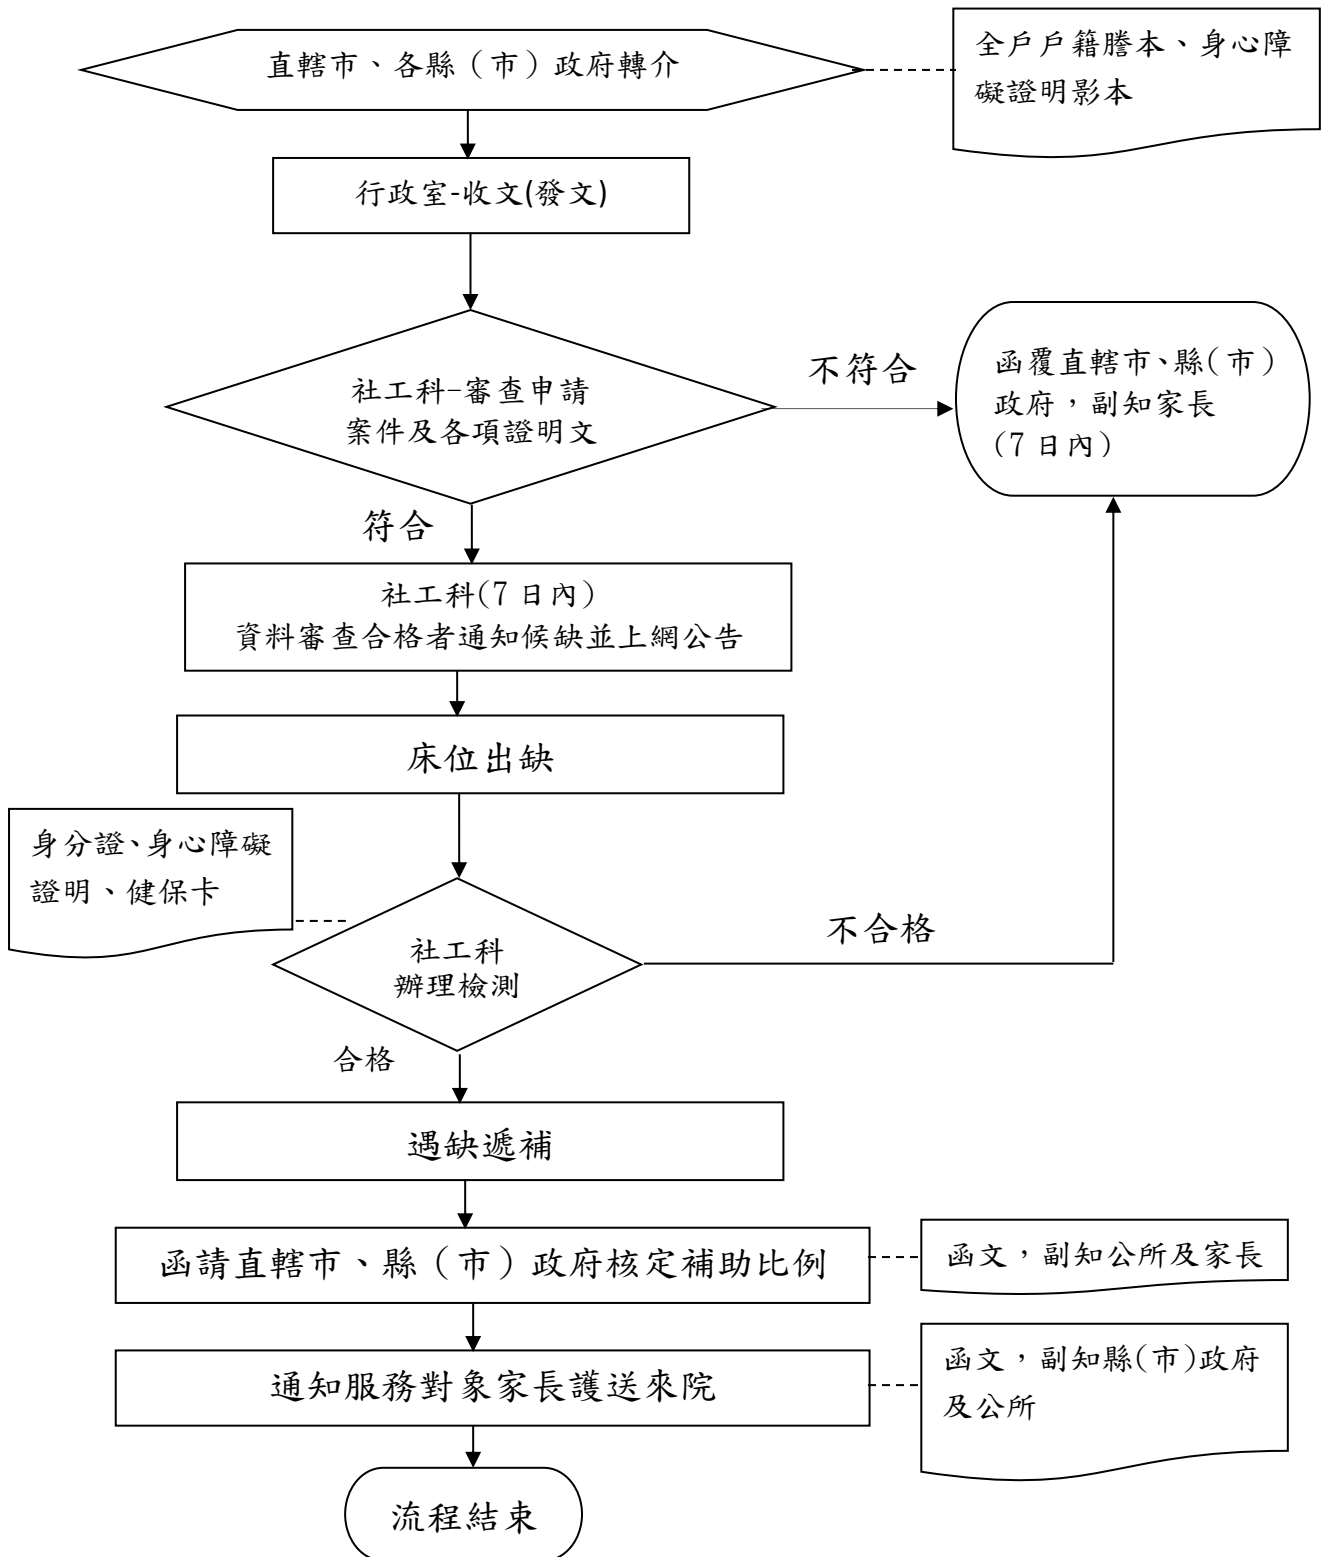 直轄市、各縣（市）政府轉介
全戶戶籍謄本、身心障
礙證明影本
行政室-收文(發文)
社工科-審查申請
案件及各項證明文
不符合
函覆直轄市、縣(市)
政府，副知家長
(7日內)
符合
社工科(7日內)
資料審查合格者通知候缺並上網公告
床位出缺
身分證、身心障礙
證明、健保卡
社工科
辦理檢測
不合格
合格
遇缺遞補
函請直轄市、縣（市）政府核定補助比例
函文，副知公所及家長
通知服務對象家長護送來院
函文，副知縣(市)政府
及公所
流程結束